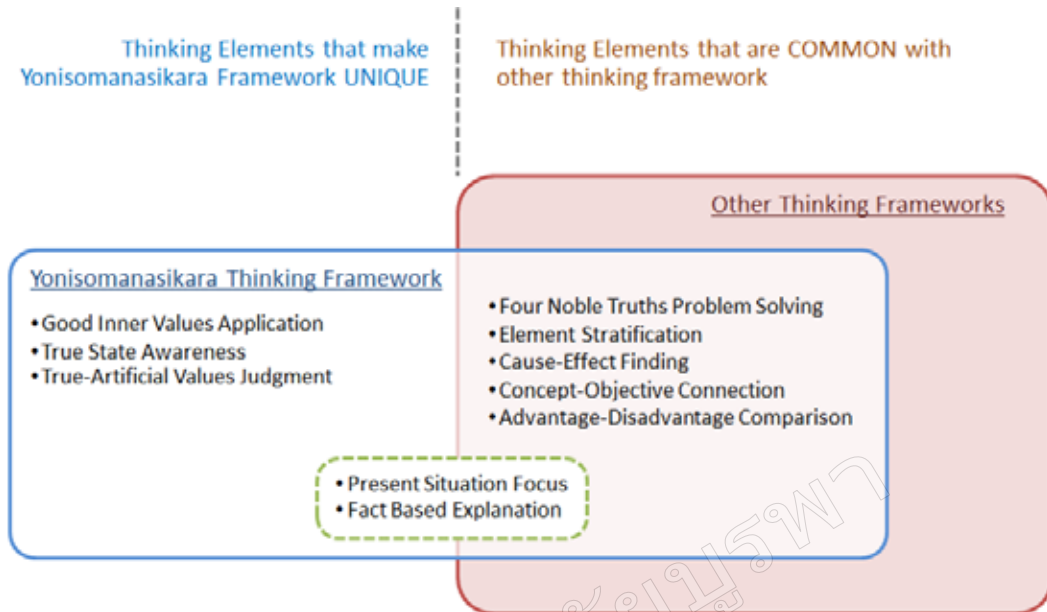 Thinking Elements that make
Yonisomanasikara Framework UNIQUE
Thinking Elements that are COMMON with
other thinking framework
Other Thinking Frameworks
Yonisomanasikara Thinking Framework
•Good Inner Values Application
•True State Awareness
•True-Artificial Values Judgment
•Four Noble Truths Problem Solving
•Element Stratification
•Cause-Effect Finding
•Concept-Objective Connection
•Advantage-Disadvantage Comparison
•Present Situation Focus
•Fact Based Explanation